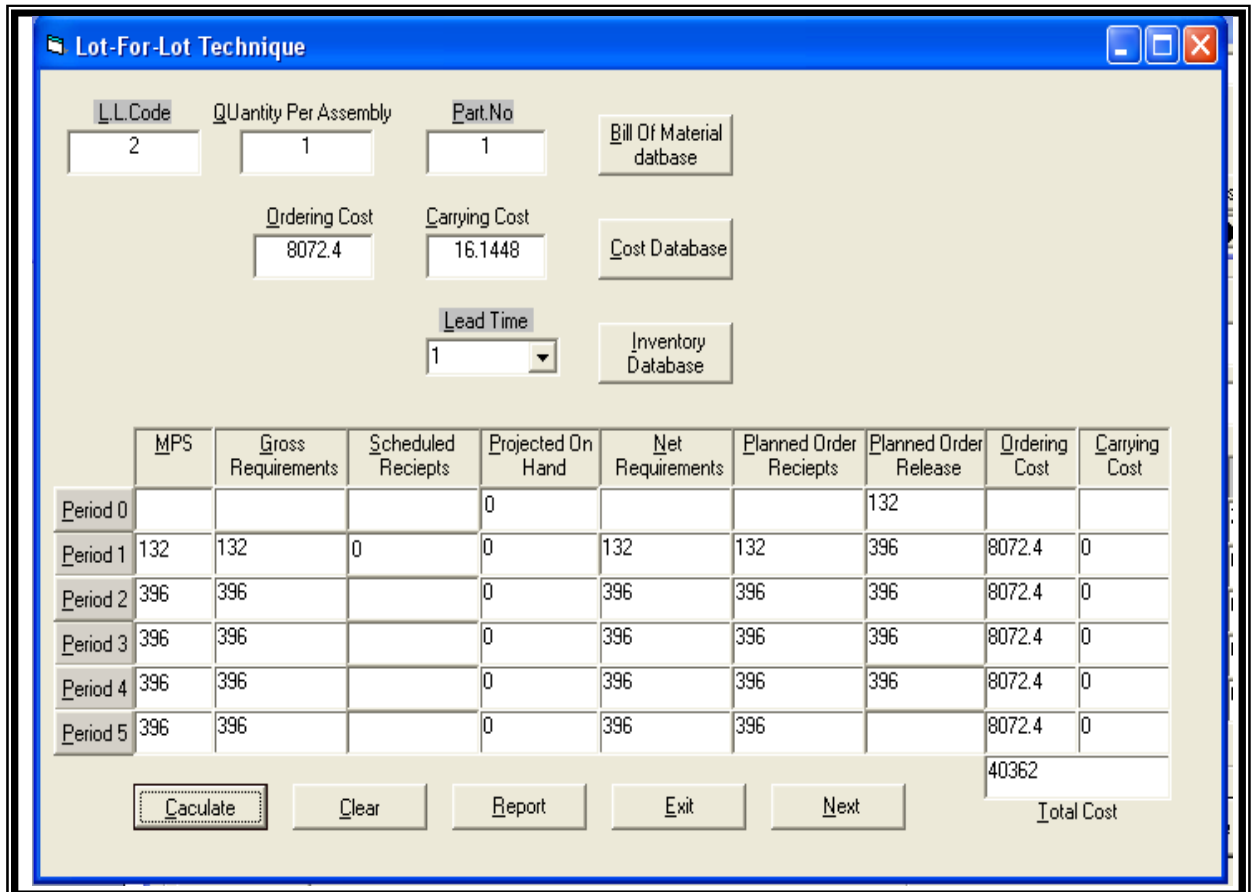 Lot-For-Lot Technique
L.L.Code QUantity Per Assembly Part.No
2 1 1
Bill Of Material
datbase
Ordering Cost Carrying Cost
8072.4 16.1448
Cost Database
Lead Time
1
Inventory
Database
MPS Gross Requirements Scheduled Reciepts Projected On Hand Net Requirements Planned Order Reciepts Planned Order Release Ordering Cost Carrying Cost
Period 0 0 132
Period 1 132 132 0 0 132 132 396 8072.4 0
Period 2 396 396 0 396 396 396 8072.4 0
Period 3 396 396 0 396 396 396 8072.4 0
Period 4 396 396 0 396 396 396 8072.4 0
Period 5 396 396 0 396 396 8072.4 0
40362
Caculate Clear Report Exit Next Total Cost